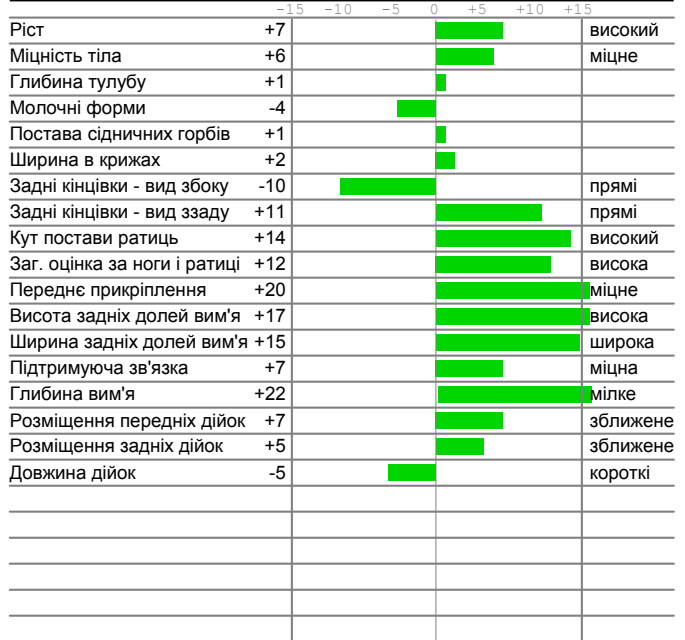 -15 -10 -5 0 +5 +10 +15
Ріст +7 високий
Міцність тіла +6 міцне
Глибина тулубу +1
Молочні форми -4
Постава сідничних горбів +1
Ширина в крижах +2
Задні кінцівки - вид збоку -10 прямі
Задні кінцівки - вид ззаду +11 прямі
Кут постави ратиць +14 високий
Заг. оцінка за ноги і ратиці +12 висока
Переднє прикріплення +20 міцне
Висота задніх долей вим'я +17 висока
Ширина задніх долей вим'я +15 широка
Підтримуюча зв'язка +7 міцна
Глибина вим'я +22 мілке
Розміщення передніх дійок +7 зближене
Розміщення задніх дійок +5 зближене
Довжина дійок -5 короткі